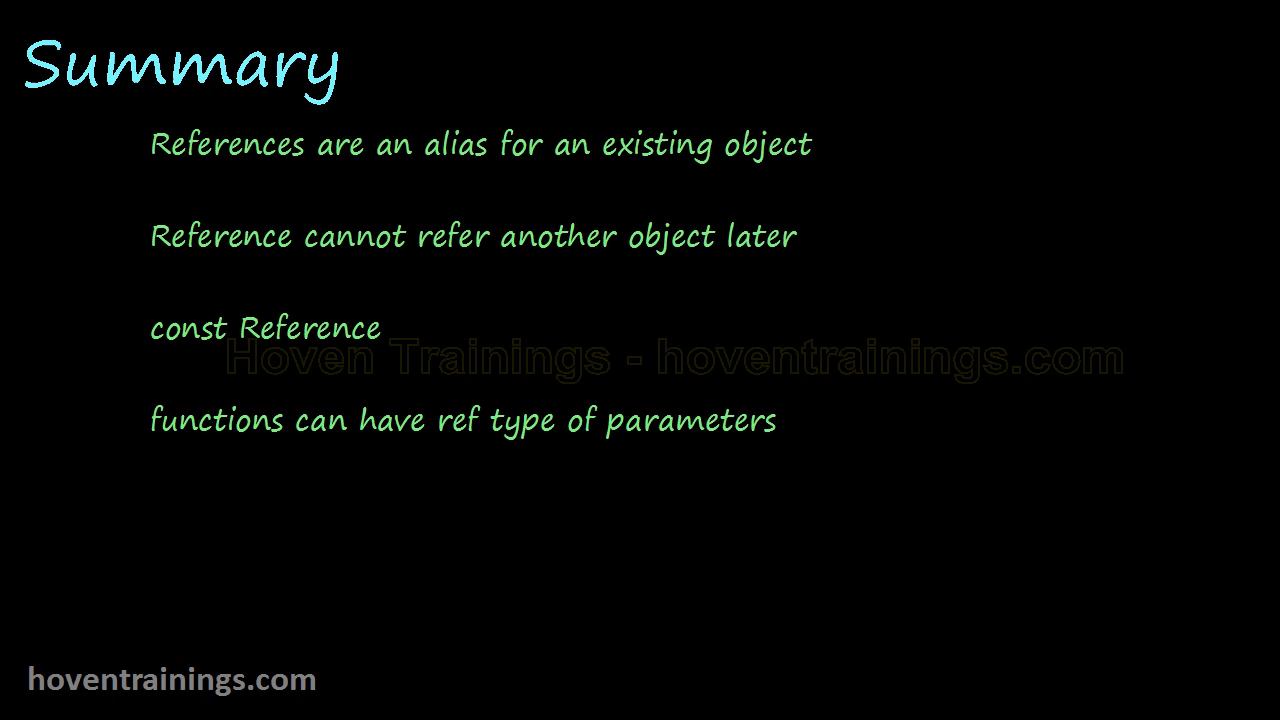 Summary
References are an alias for an existing object
Reference cannot refer another object later
const Reference
Hoven Trainings - hoventrainings.com
functions can have ref type of parameters
hoventrainings.com